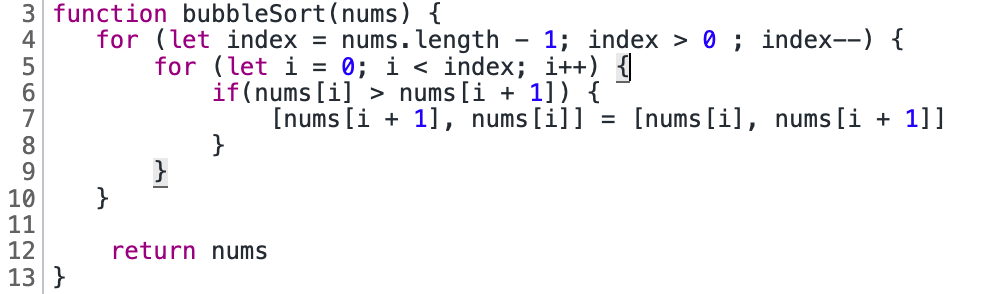 3 function bubbleSort(nums) {
4    for (let index = nums.length - 1; index > 0 ; index--) {
5        for (let i = 0; i < index; i++) {
6            if(nums[i] > nums[i + 1]) {
7                [nums[i + 1], nums[i]] = [nums[i], nums[i + 1]]
8            }
9        }
10    }
11
12     return nums
13 }